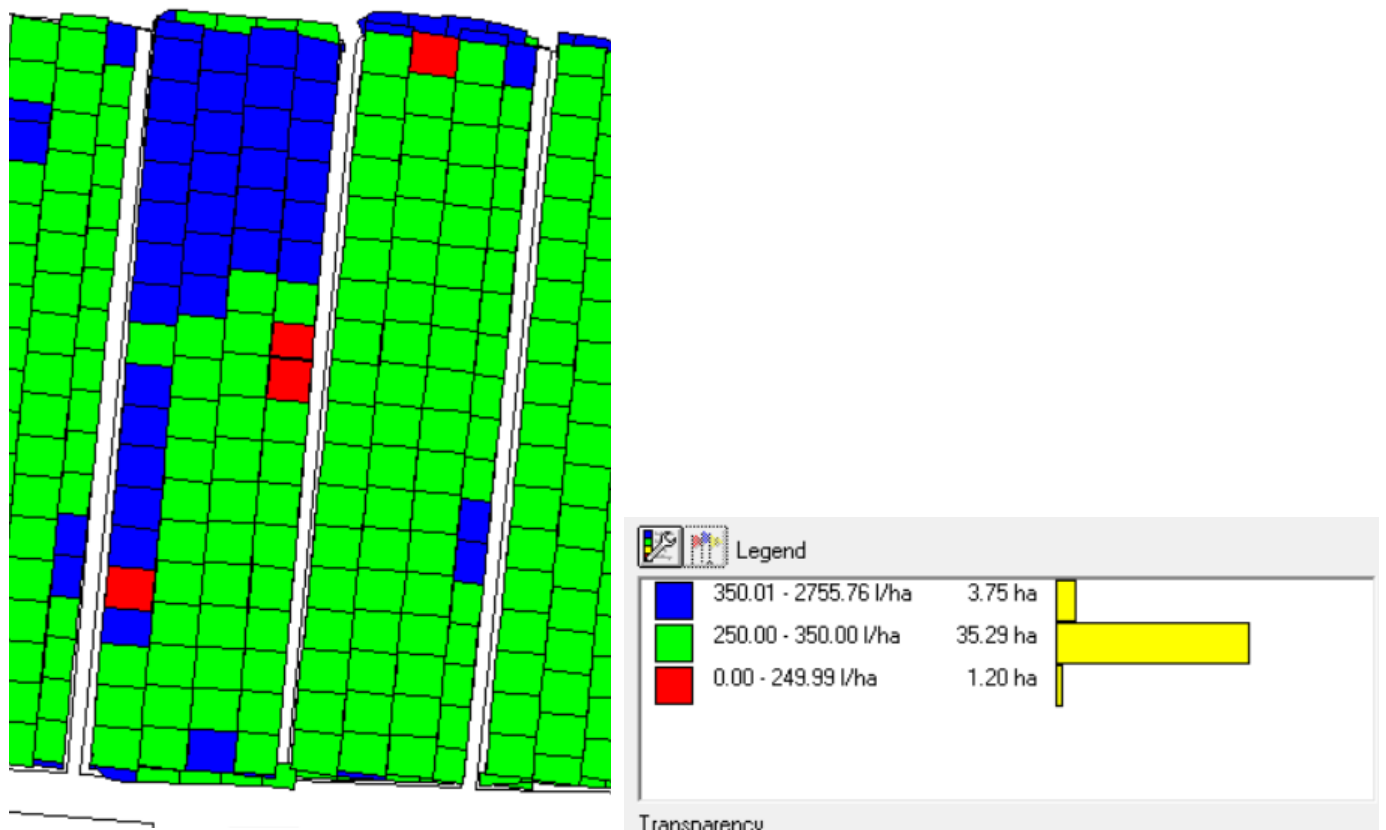 Legend
350.01 - 2755.76 l/ha 3.75 ha
250.00 - 350.00 l/ha 35.29 ha
0.00 - 249.99 l/ha 1.20 ha
Transparency